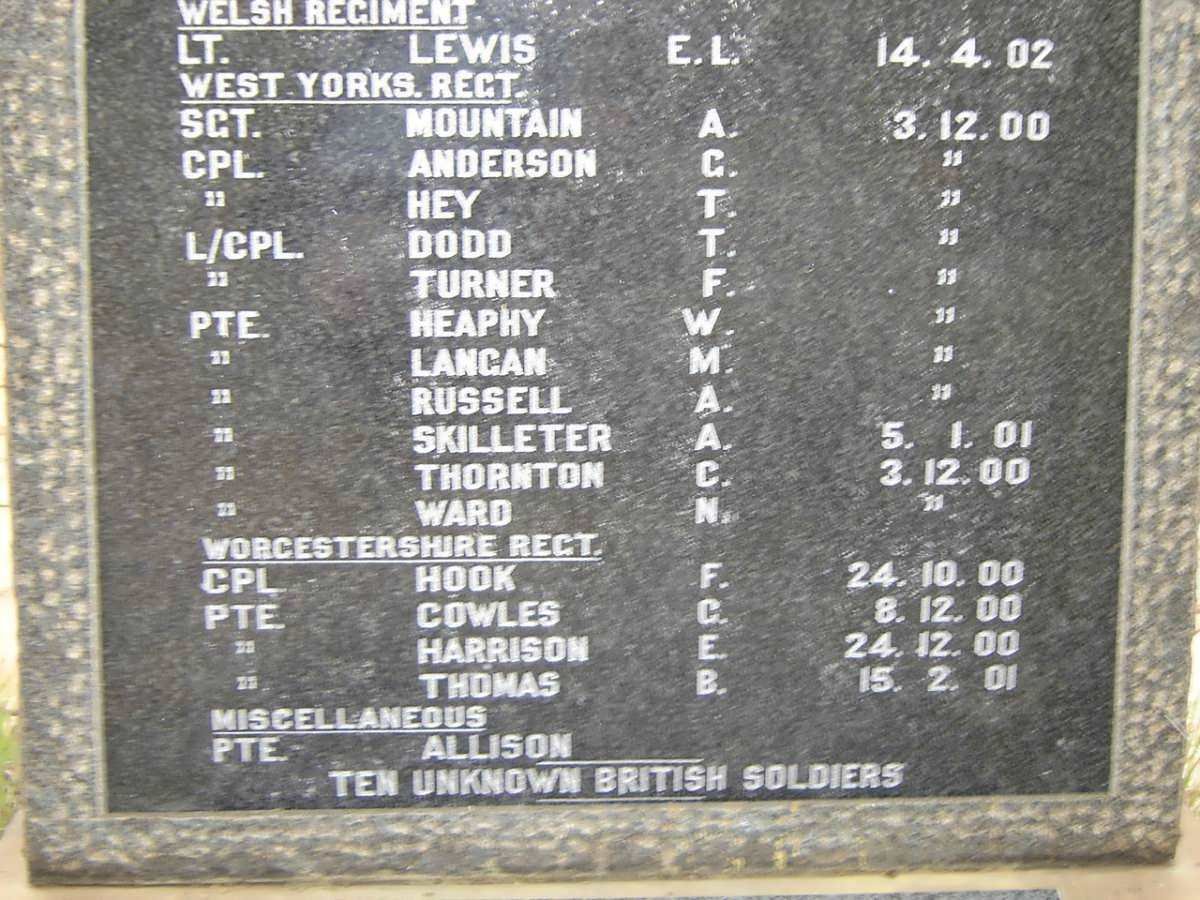 WELSH REGIMENT
LT. LEWIS E.L. 14. 4. 02
WEST YORKS. REGT.
SGT. MOUNTAIN A. 3. 12. 00
CPL. ANDERSON G. "
" HEY T. "
L/CPL. DODD T. "
" TURNER F. "
PTE. HEAPHY W. "
" LANGAN M. "
" RUSSELL A. "
" SKILLETER A. 5. 1. 01
" THORNTON C. 3. 12. 00
" WARD N. "
WORCESTERSHIRE REGT.
CPL HOOK F. 24. 10. 00
PTE. COWLES G. 8. 12. 00
" HARRISON E. 24. 12. 00
" THOMAS B. 15. 2. 01
MISCELLANEOUS
PTE. ALLISON
TEN UNKNOWN BRITISH SOLDIERS